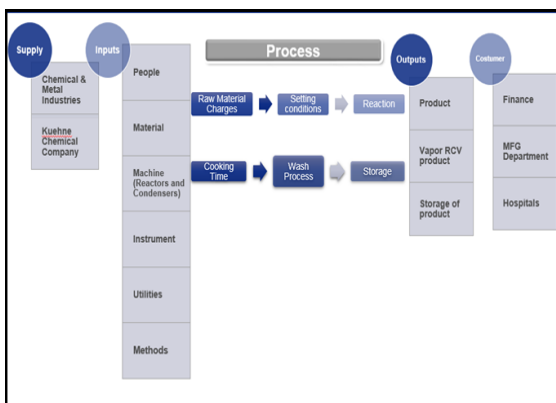 Supply
Inputs
Process
Outputs
Costumer
Chemical &
Metal
Industries
Kuehne
Chemical
Company
People
Material
Machine
(Reactors and
Condensers)
Instrument
Utilities
Methods
Raw Material
Charges
Setting
conditions
Reaction
Cooking
Time
Wash
Process
Storage
Product
Vapor RCV
product
Storage of
product
Finance
MFG
Department
Hospitals